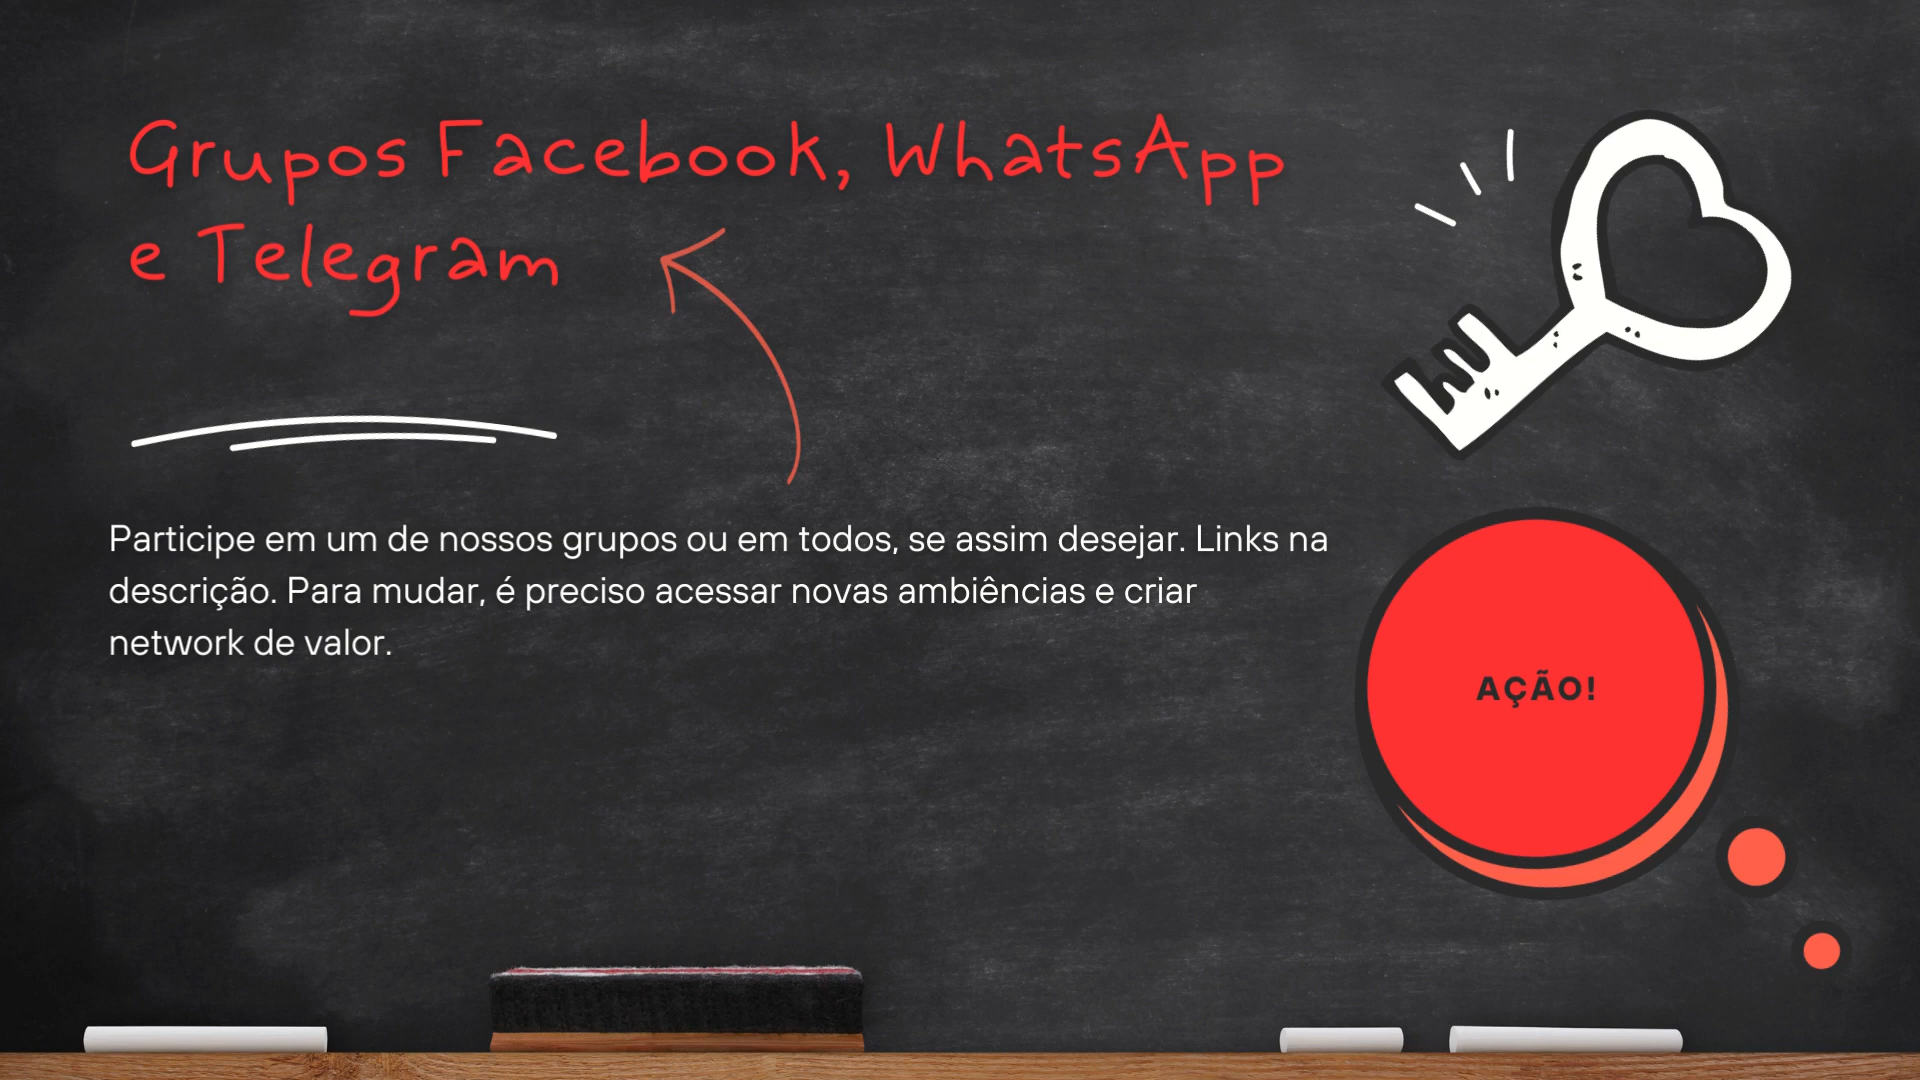 Grupos Facebook, WhatsApp
e Telegram
Participe em um de nossos grupos ou em todos, se assim desejar. Links na
descrição. Para mudar, é preciso acessar novas ambiências e criar
network de valor.
AÇÃO!